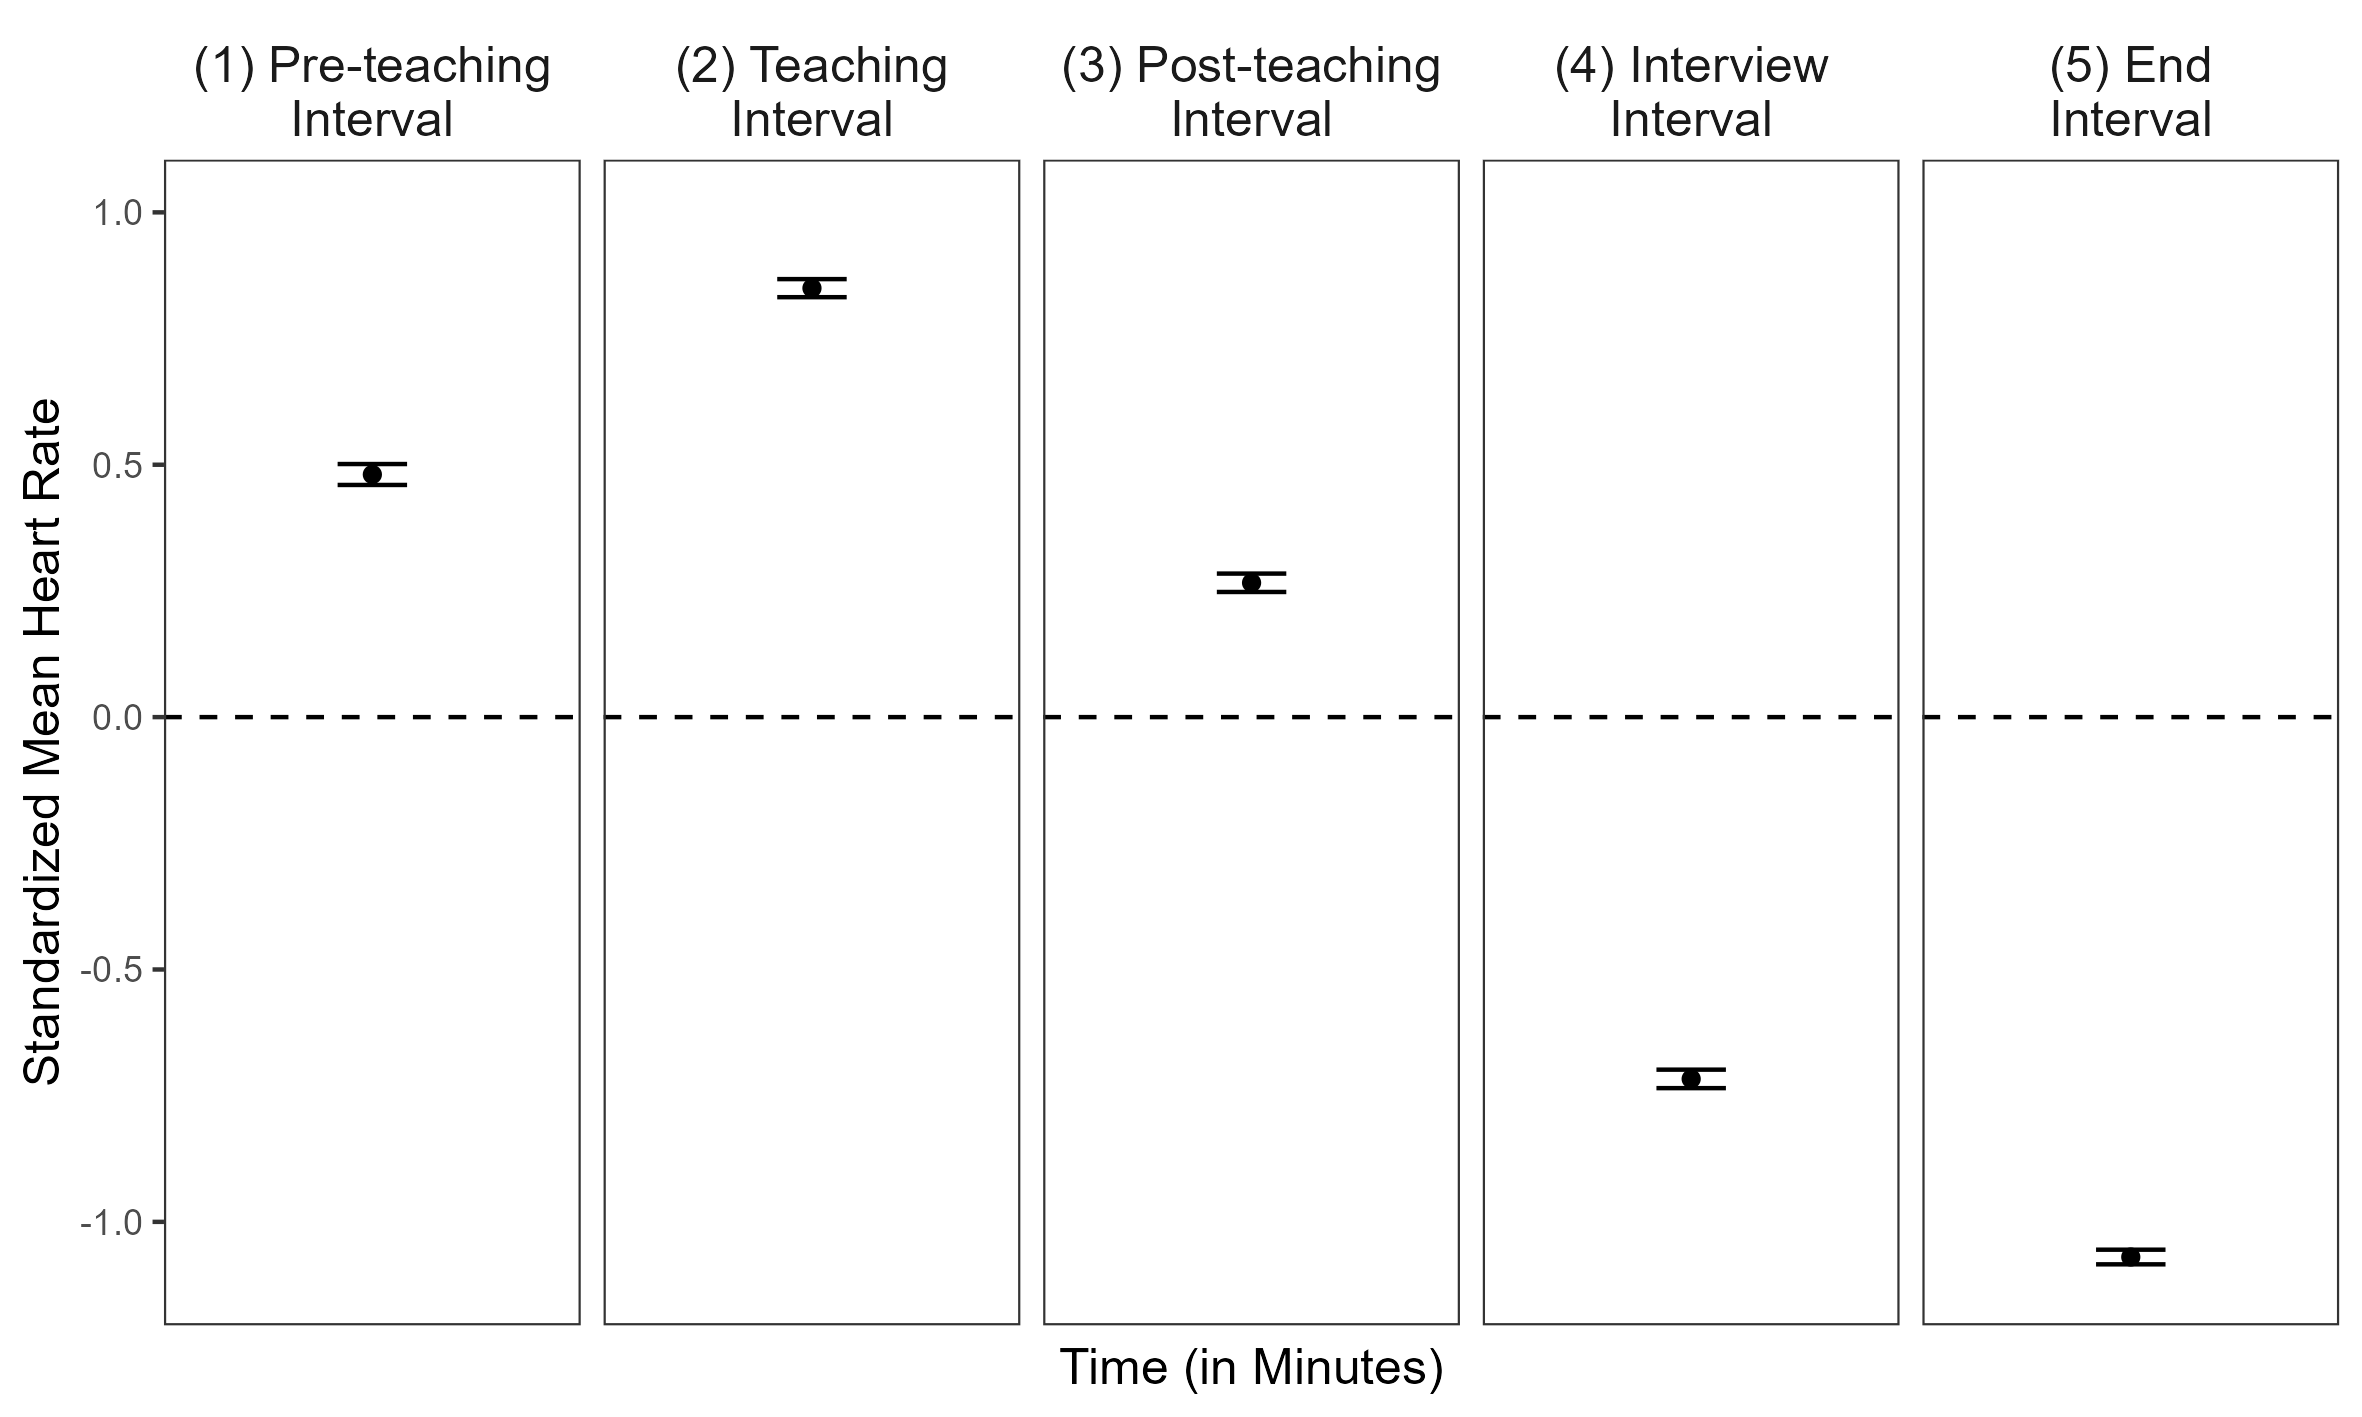 (1) Pre-teaching
Interval
(2) Teaching
Interval
(3) Post-teaching
Interval
(4) Interview
Interval
(5) End
Interval
Standardized Mean Heart Rate
1.0
0.5
0.0
-0.5
-1.0
Time (in Minutes)